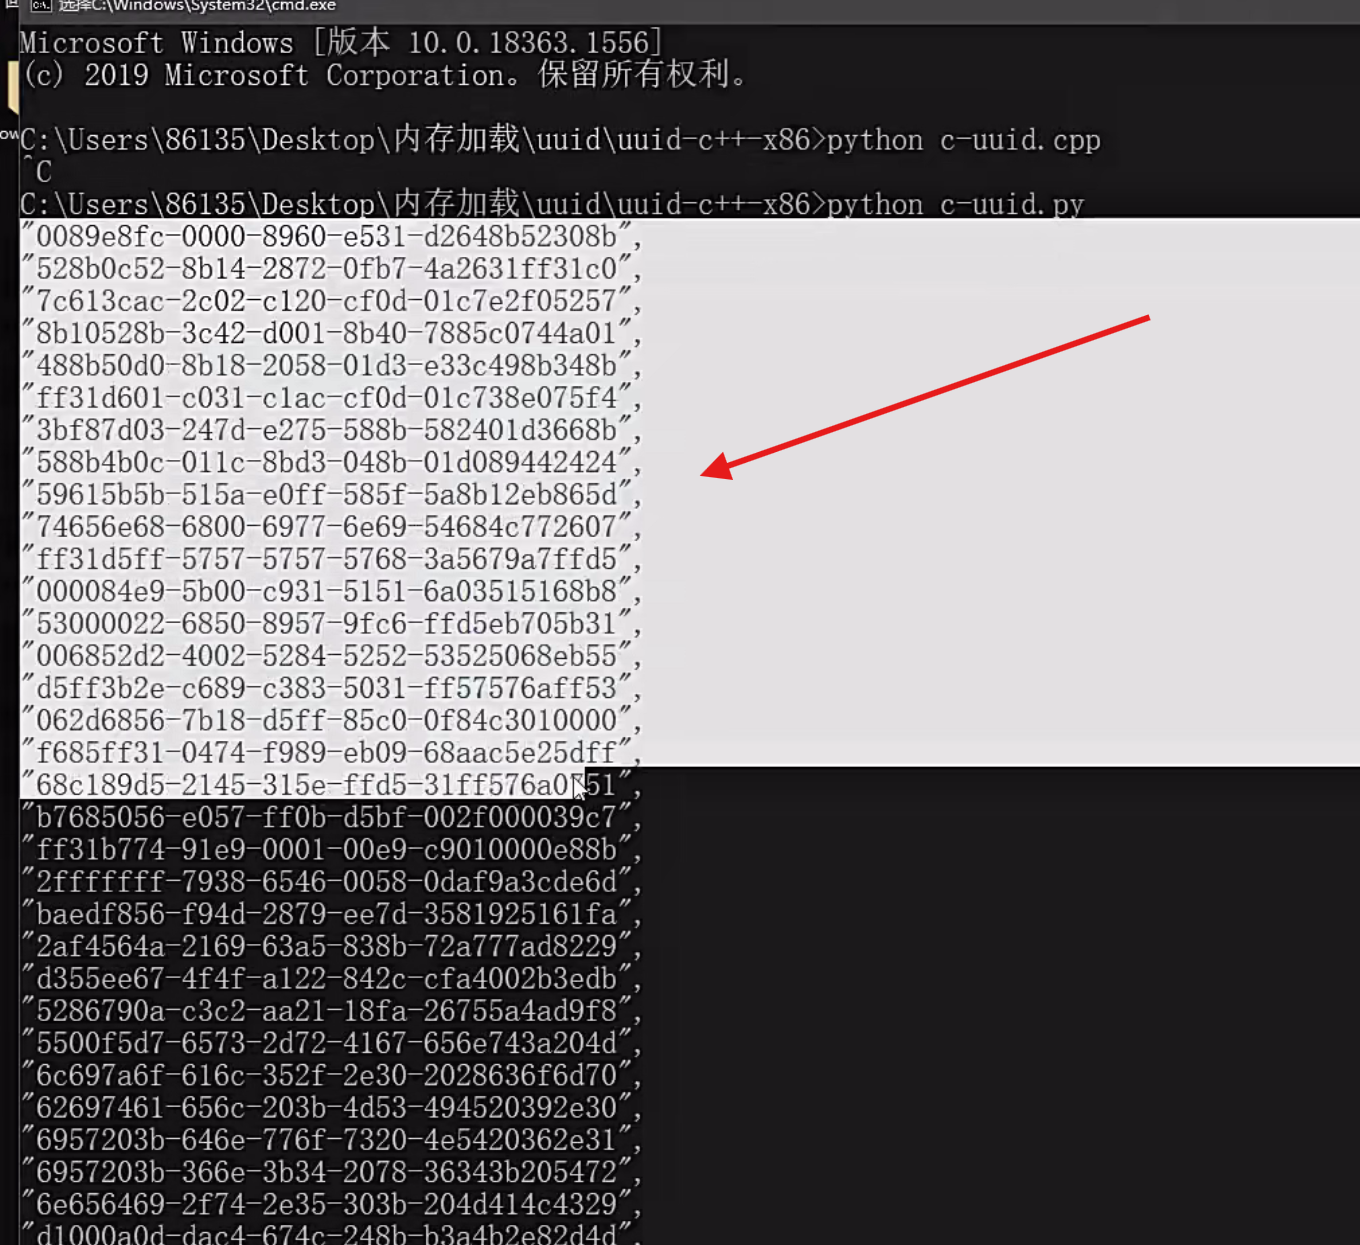 选择C:\Windows\System32\cmd.exe
Microsoft Windows [版本 10.0.18363.1556]
(c) 2019 Microsoft Corporation。保留所有权利。
C:\Users\86135\Desktop\内存加载\uuid\uuid-c++-x86>python c-uuid.cpp
^C
C:\Users\86135\Desktop\内存加载\uuid\uuid-c++-x86>python c-uuid.py
"0089e8fc-0000-8960-e531-d2648b52308b",
"528b0c52-8b14-2872-0fb7-4a2631ff31c0",
"7c613cac-2c02-c120-cf0d-01c7e2f05257",
"8b10528b-3c42-d001-8b40-7885c0744a01",
"488b50d0-8b18-2058-01d3-e33c498b348b",
"ff31d601-c031-c1ac-cf0d-01c738e075f4",
"3bf87d03-247d-e275-588b-582401d3668b",
"588b4b0c-011c-8bd3-048b-01d089442424",
"59615b5b-515a-e0ff-585f-5a8b12eb865d",
"74656e68-6800-6977-6e69-54684c772607",
"ff31d5ff-5757-5757-5768-3a5679a7ffd5",
"000084e9-5b00-c931-5151-6a03515168b8",
"53000022-6850-8957-9fc6-ffd5eb705b31",
"006852d2-4002-5284-5252-53525068eb55",
"d5ff3b2e-c689-c383-5031-ff57576aff53",
"062d6856-7b18-d5ff-85c0-0f84c3010000",
"f685ff31-0474-f989-eb09-68aac5e25dff",
"b7685056-e057-ff0b-d5bf-002f000039c7",
"ff31b774-91e9-0001-00e9-c9010000e88b",
"2fffffff-7938-6546-0058-0daf9a3cde6d",
"baedf856-f94d-2879-ee7d-3581925161fa",
"2af4564a-2169-63a5-838b-72a777ad8229",
"d355ee67-4f4f-a122-842c-cfa4002b3edb",
"5286790a-c3c2-aa21-18fa-26755a4ad9f8",
"5500f5d7-6573-2d72-4167-656e743a204d",
"6c697a6f-616c-352f-2e30-2028636f6d70",
"62697461-656c-203b-4d53-494520392e30",
"6957203b-646e-776f-7320-4e5420362e31",
"6957203b-366e-3b34-2078-36343b205472",
"6e656469-2f74-2e35-303b-204d414c4329",
"d1000a0d-dac4-674c-248b-b3a4b2e82d4d",